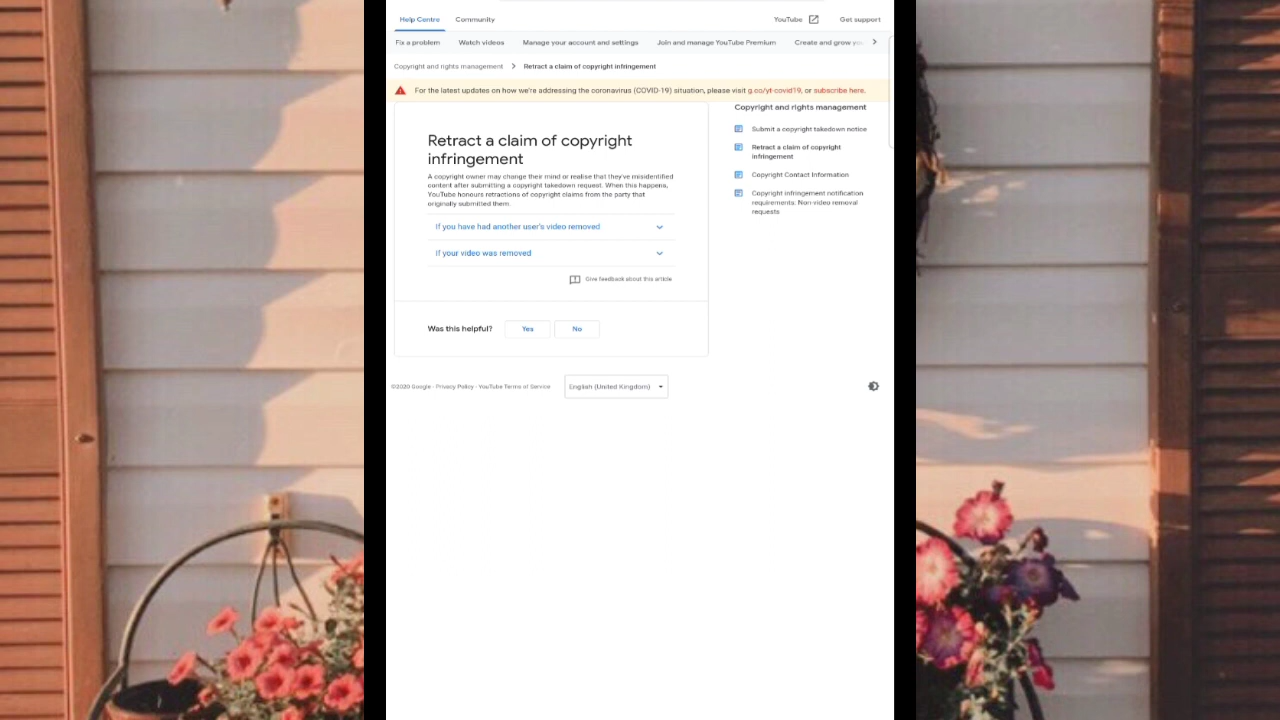 Help Centre Community YouTube Get support
Fix a problem Watch videos Manage your account and settings Join and manage YouTube Premium Create and grow you
Copyright and rights management Retract a claim of copyright infringement
For the latest updates on how we're addressing the coronavirus (COVID-19) situation, please visit g.co/yt-covid19, or subscribe here.
Retract a claim of copyright
infringement
A copyright owner may change their mind or realise that they've misidentified
content after submitting a copyright takedown request. When this happens,
YouTube honours retractions of copyright claims from the party that
originally submitted them.
If you have had another user's video removed
If your video was removed
Give feedback about this article
Was this helpful? Yes No
Copyright and rights management
Submit a copyright takedown notice
Retract a claim of copyright
infringement
Copyright Contact Information
Copyright infringement notification
requirements: Non-video removal
requests
©2020 Google - Privacy Policy - YouTube Terms of Service English (United Kingdom)